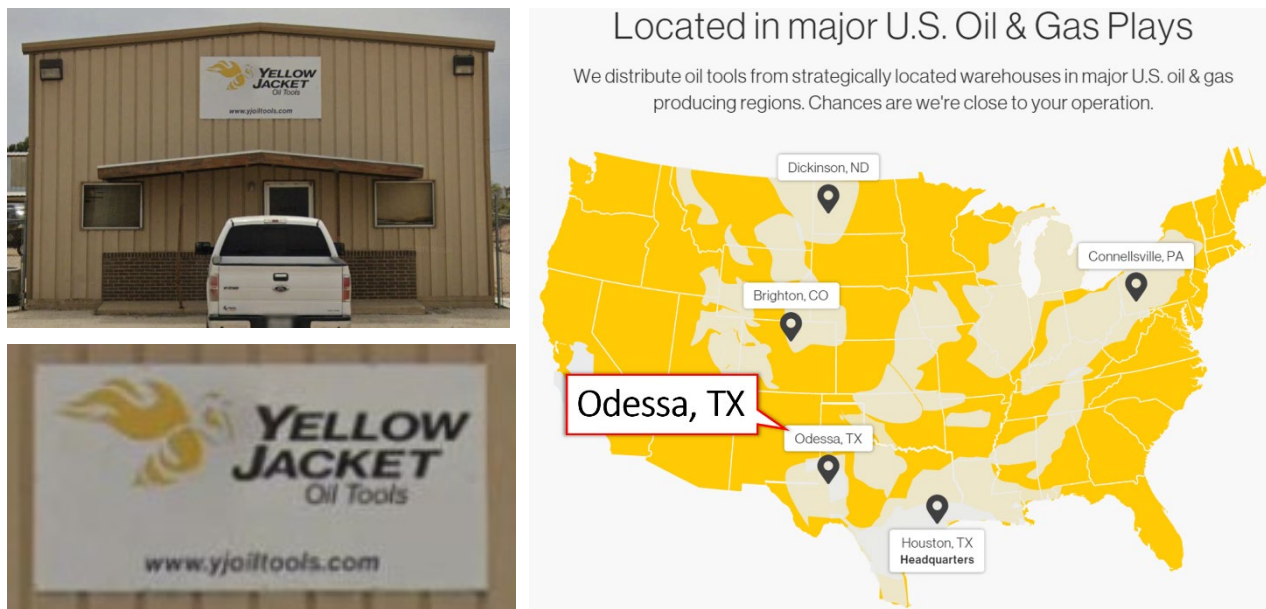 YELLOW
JACKET
Oil Tools
www.yjoiltools.com
YELLOW
JACKET
Oil Tools
www.yjoiltools.com
Located in major U.S. Oil & Gas Plays
We distribute oil tools from strategically located warehouses in major U.S. oil & gas
producing regions. Chances are we're close to your operation.
Dickinson, ND
Connellsville, PA
Brighton, CO
Odessa, TX
Odessa, TX
Houston, TX
Headquarters